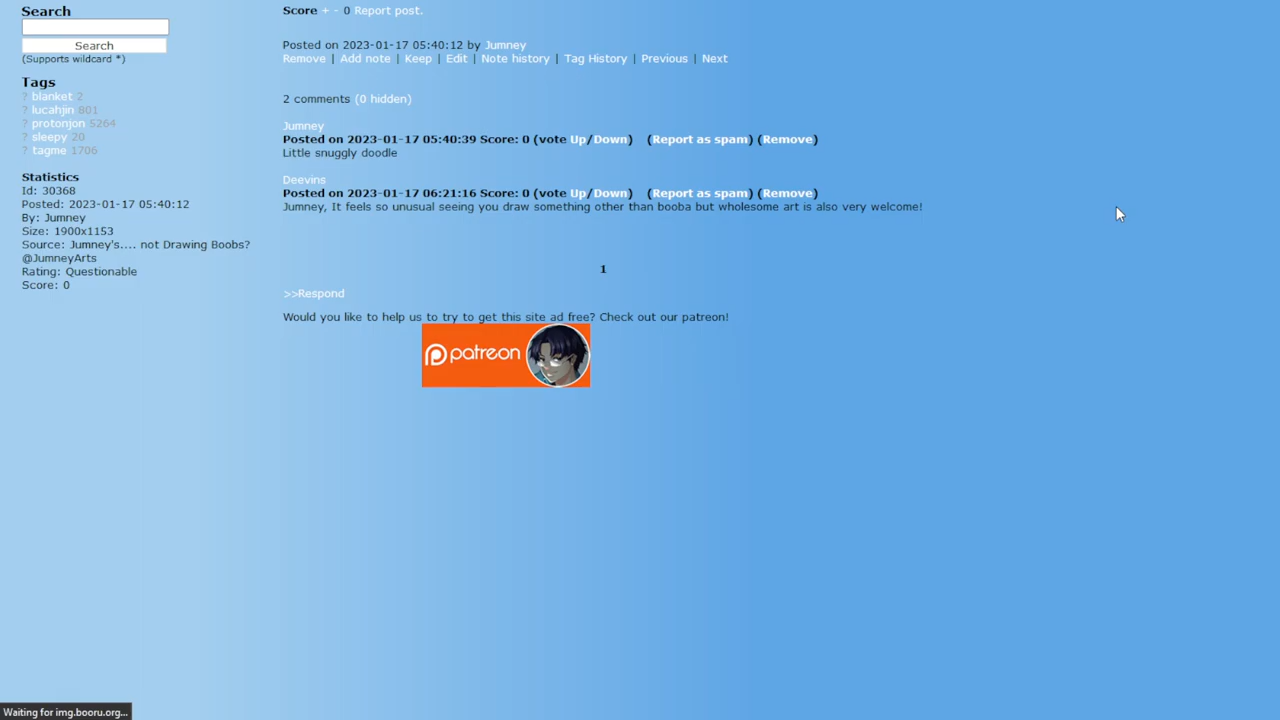 Search
Search
(Supports wildcard *)
Tags
? blanket 2
? lucahjin 801
? protonjon 5264
? sleepy 20
? tagme 1706
Statistics
Id: 30368
Posted: 2023-01-17 05:40:12
By: Jumney
Size: 1900x1153
Source: Jumney's.... not Drawing Boobs?
@JumneyArts
Rating: Questionable
Score: 0
Score + - 0 Report post.
Posted on 2023-01-17 05:40:12 by Jumney
Remove | Add note | Keep | Edit | Note history | Tag History | Previous | Next
2 comments (0 hidden)
Jumney
Posted on 2023-01-17 05:40:39 Score: 0 (vote Up/Down) (Report as spam) (Remove)
Little snuggly doodle
Deevins
Posted on 2023-01-17 06:21:16 Score: 0 (vote Up/Down) (Report as spam) (Remove)
Jumney, It feels so unusual seeing you draw something other than booba but wholesome art is also very welcome!
1
>>Respond
Would you like to help us to try to get this site ad free? Check out our patreon!
patreon
Waiting for img.booru.org...